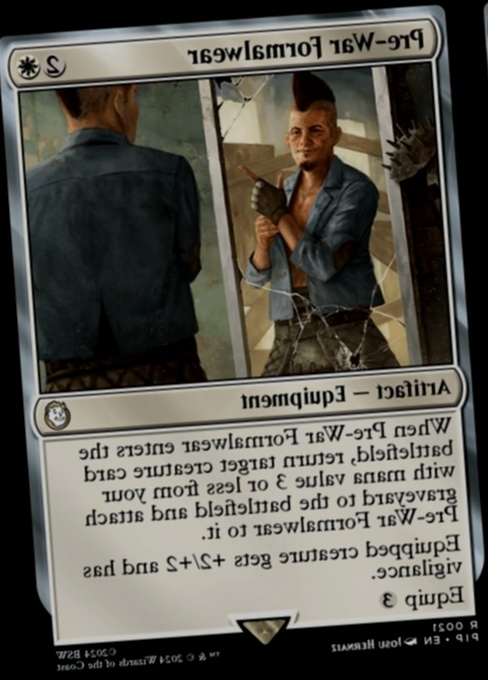 Pre-War Formalwear 2
Artifact — Equipment
When Pre-War Formalwear enters the
battlefield, return target creature card
with mana value 3 or less from your
graveyard to the battlefield and attach
Pre-War Formalwear to it.
Equipped creature gets +2/+2 and has
vigilance.
Equip 3
R 0021
PIP • EN Josu Hernaiz
™ & © 2024 Wizards of the Coast
©2024 BSW